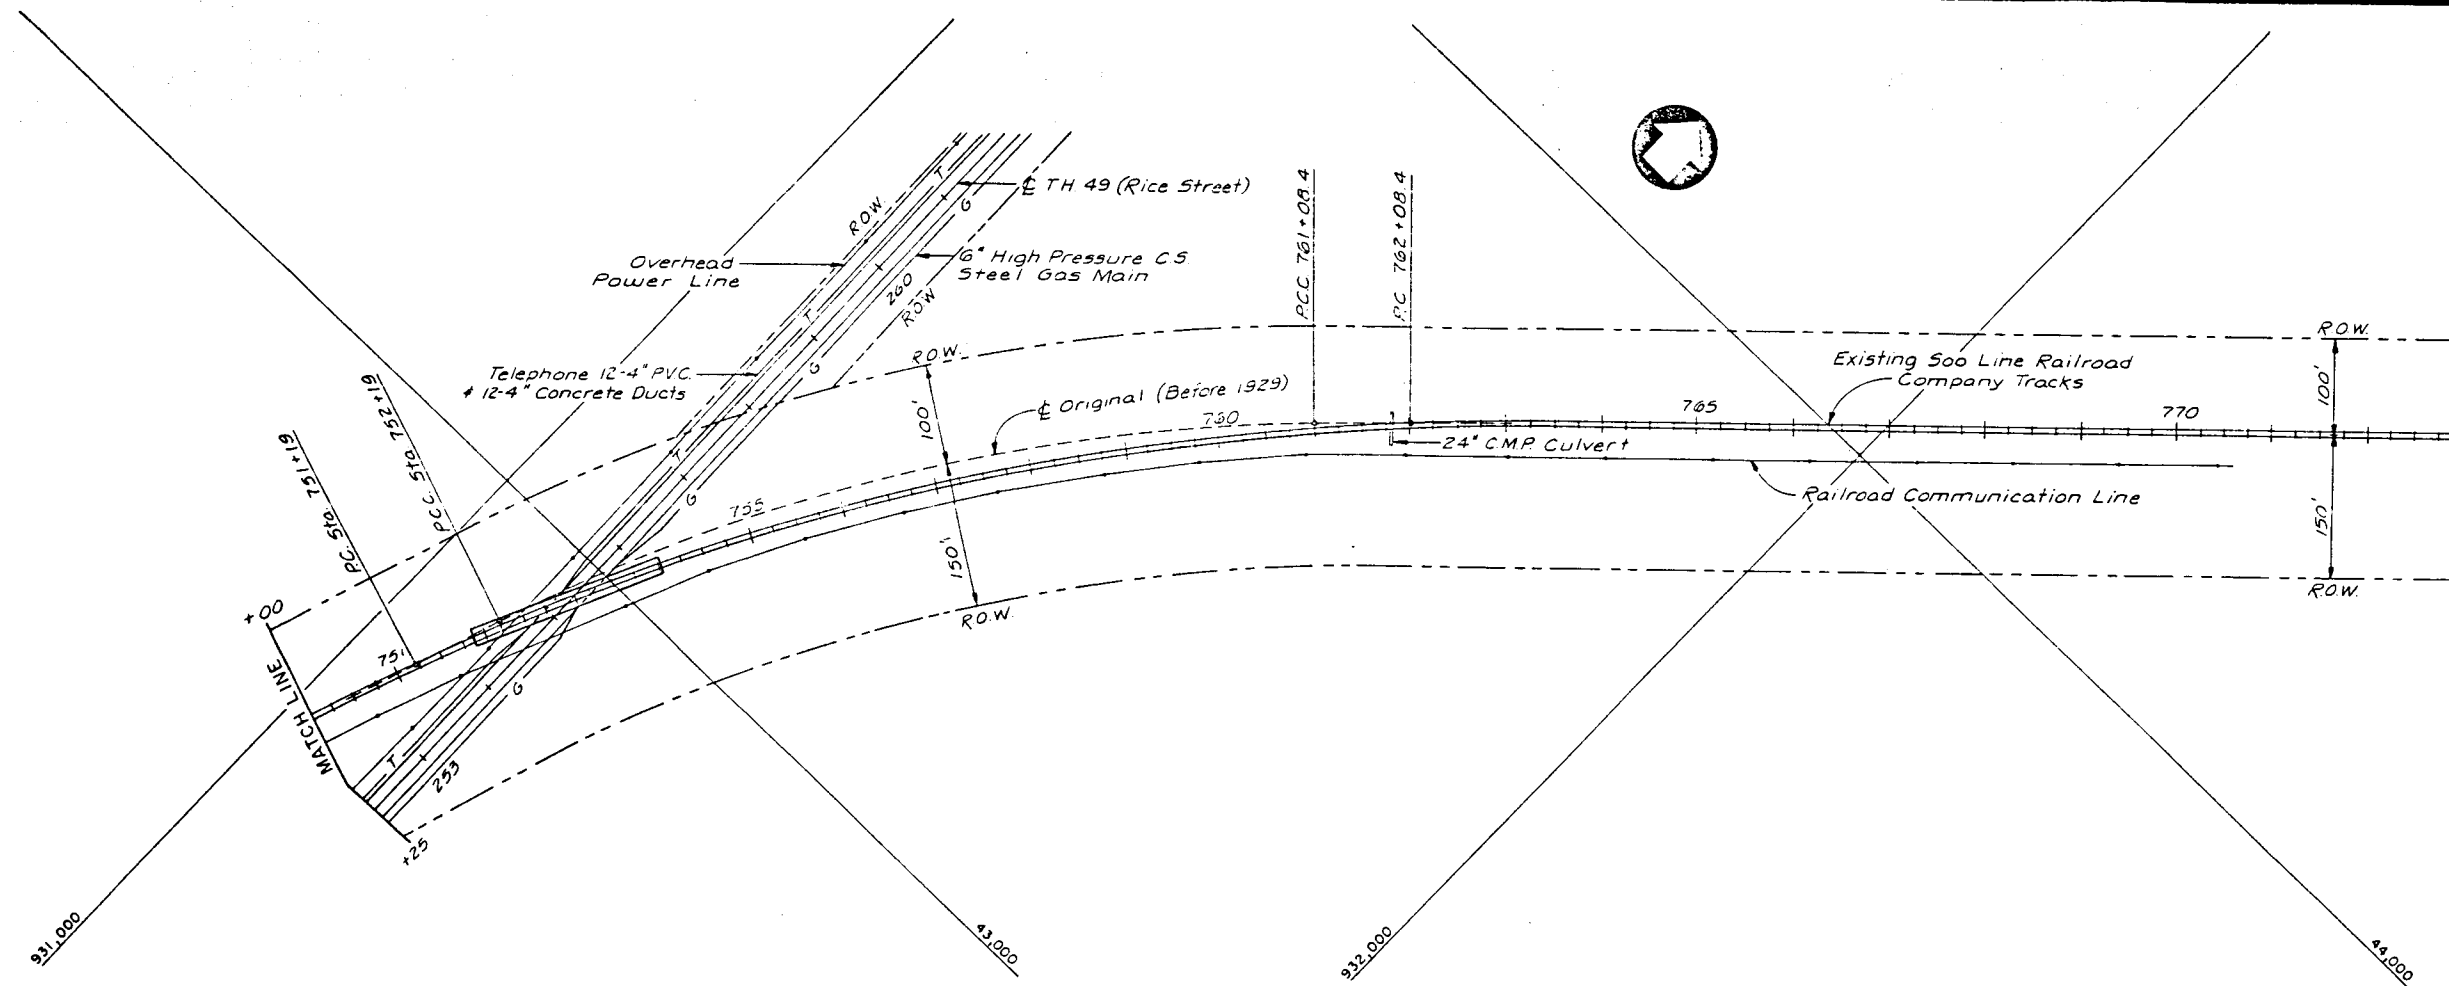 R.O.W.
℄ TH 49 (Rice Street)
T
G
Overhead
Power Line
6" High Pressure C.S.
Steel Gas Main
260
R.O.W.
P.C.C. 761+08.4
P.C. 762+08.4
T
G
Telephone 12-4" P.V.C.
& 12-4" Concrete Ducts
R.O.W.
℄ Original (Before 1929)
100'
760
Existing Soo Line Railroad
Company Tracks
R.O.W.
100'
765
770
24" C.M.P. Culvert
Railroad Communication Line
P.C. Sta. 751+19
P.C.C. Sta. 752+19
T
G
755
150'
R.O.W.
150'
R.O.W.
+00
751
MATCH LINE
G
T
253
+25
931,000
43,000
932,000
44,000